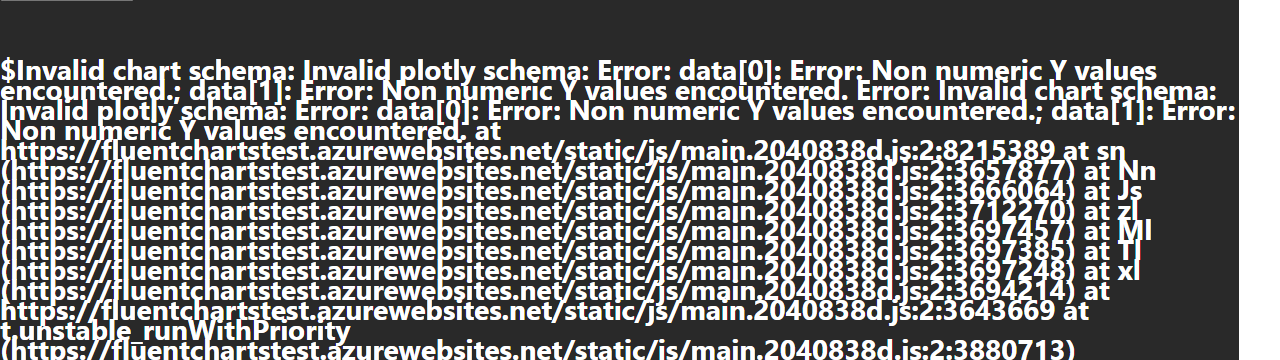 $Invalid chart schema: Invalid plotly schema: Error: data[0]: Error: Non numeric Y values
encountered.; data[1]: Error: Non numeric Y values encountered. Error: Invalid chart schema:
Invalid plotly schema: Error: data[0]: Error: Non numeric Y values encountered.; data[1]: Error:
Non numeric Y values encountered. at
https://fluentchartstest.azurewebsites.net/static/js/main.2040838d.js:2:8215389 at sn
(https://fluentchartstest.azurewebsites.net/static/js/main.2040838d.js:2:3657877) at Nn
(https://fluentchartstest.azurewebsites.net/static/js/main.2040838d.js:2:3666064) at Js
(https://fluentchartstest.azurewebsites.net/static/js/main.2040838d.js:2:3712270) at zl
(https://fluentchartstest.azurewebsites.net/static/js/main.2040838d.js:2:3697457) at Ml
(https://fluentchartstest.azurewebsites.net/static/js/main.2040838d.js:2:3697385) at Tl
(https://fluentchartstest.azurewebsites.net/static/js/main.2040838d.js:2:3697248) at xl
(https://fluentchartstest.azurewebsites.net/static/js/main.2040838d.js:2:3694214) at
https://fluentchartstest.azurewebsites.net/static/js/main.2040838d.js:2:3643669 at
t.unstable_runWithPriority
(https://fluentchartstest.azurewebsites.net/static/js/main.2040838d.js:2:3880713)